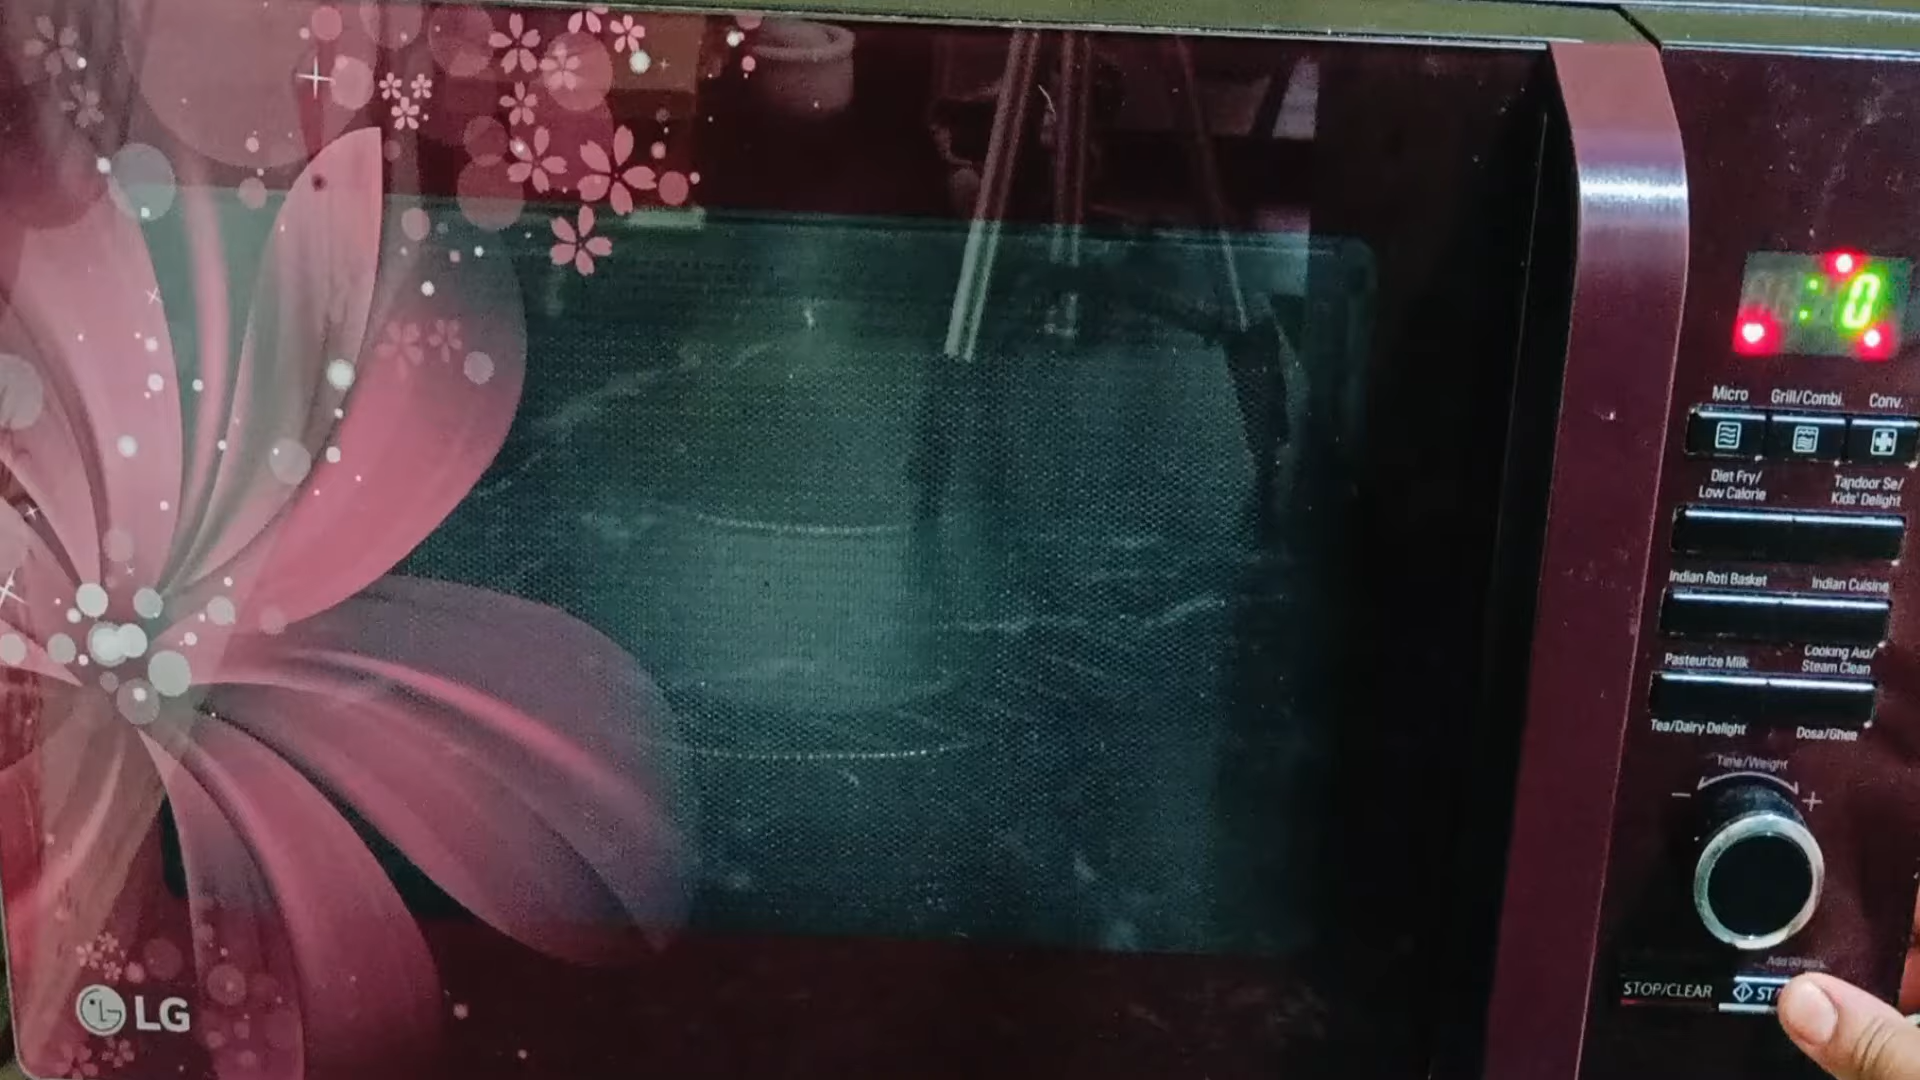 :0
Micro Grill/Combi. Conv.
Diet Fry/
Low Calorie
Tandoor Se/
Kids' Delight
Indian Roti Basket
Indian Cuisine
Pasteurize Milk
Cooking Aid/
Steam Clean
Tea/Dairy Delight
Dosa/Ghee
Time/Weight
− +
STOP/CLEAR
LG